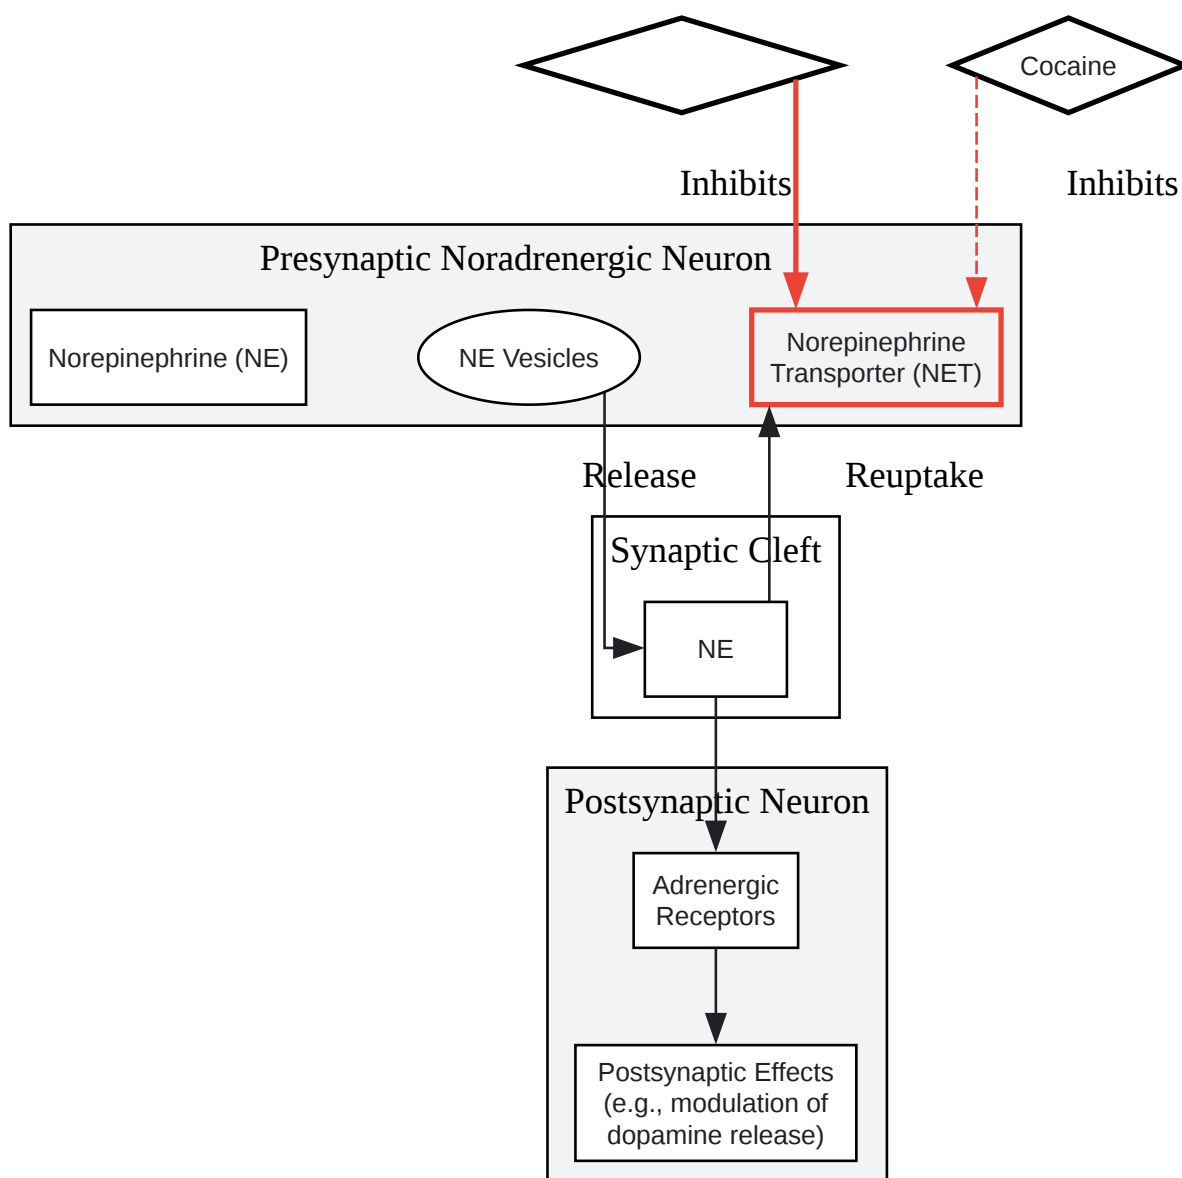 Cocaine
Inhibits
Inhibits
Presynaptic Noradrenergic Neuron
Norepinephrine (NE)
NE Vesicles
Norepinephrine
Transporter (NET)
Release
Reuptake
Synaptic Cleft
NE
Postsynaptic Neuron
Adrenergic
Receptors
Postsynaptic Effects
(e.g., modulation of
dopamine release)